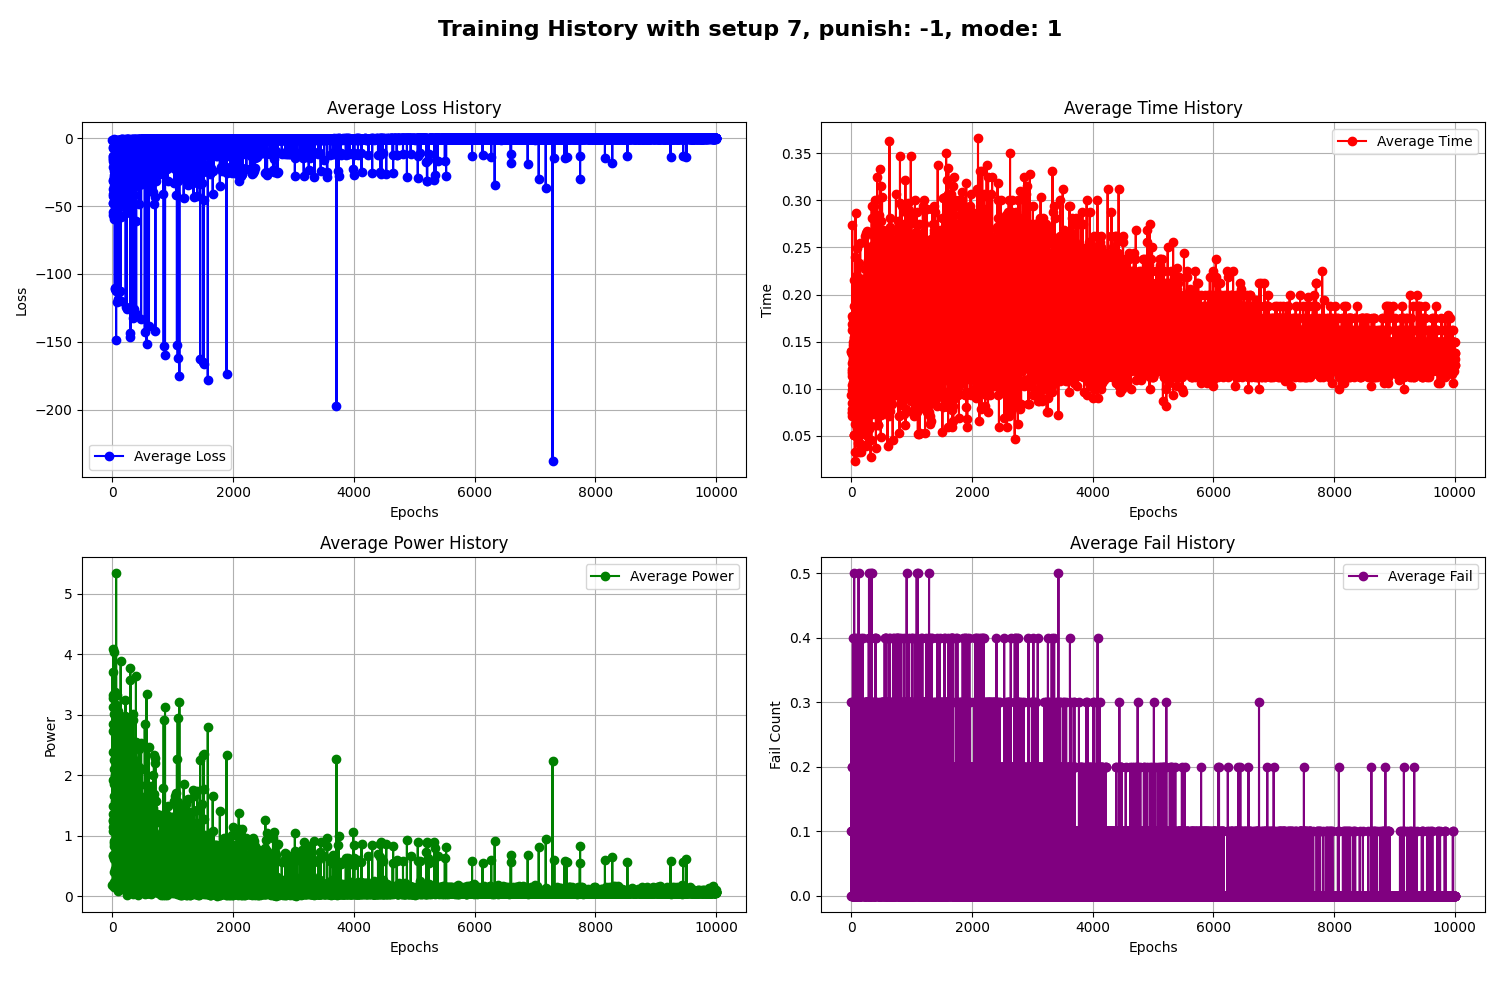 Training History with setup 7, punish: -1, mode: 1
Average Loss History
0
−50
−100
−150
−200
Loss
Average Loss
0 2000 4000 6000 8000 10000
Epochs
Average Time History
0.35
0.30
0.25
0.20
0.15
0.10
0.05
Time
Average Time
0 2000 4000 6000 8000 10000
Epochs
Average Power History
5
4
3
2
1
0
Power
Average Power
0 2000 4000 6000 8000 10000
Epochs
Average Fail History
0.5
0.4
0.3
0.2
0.1
0.0
Fail Count
Average Fail
0 2000 4000 6000 8000 10000
Epochs